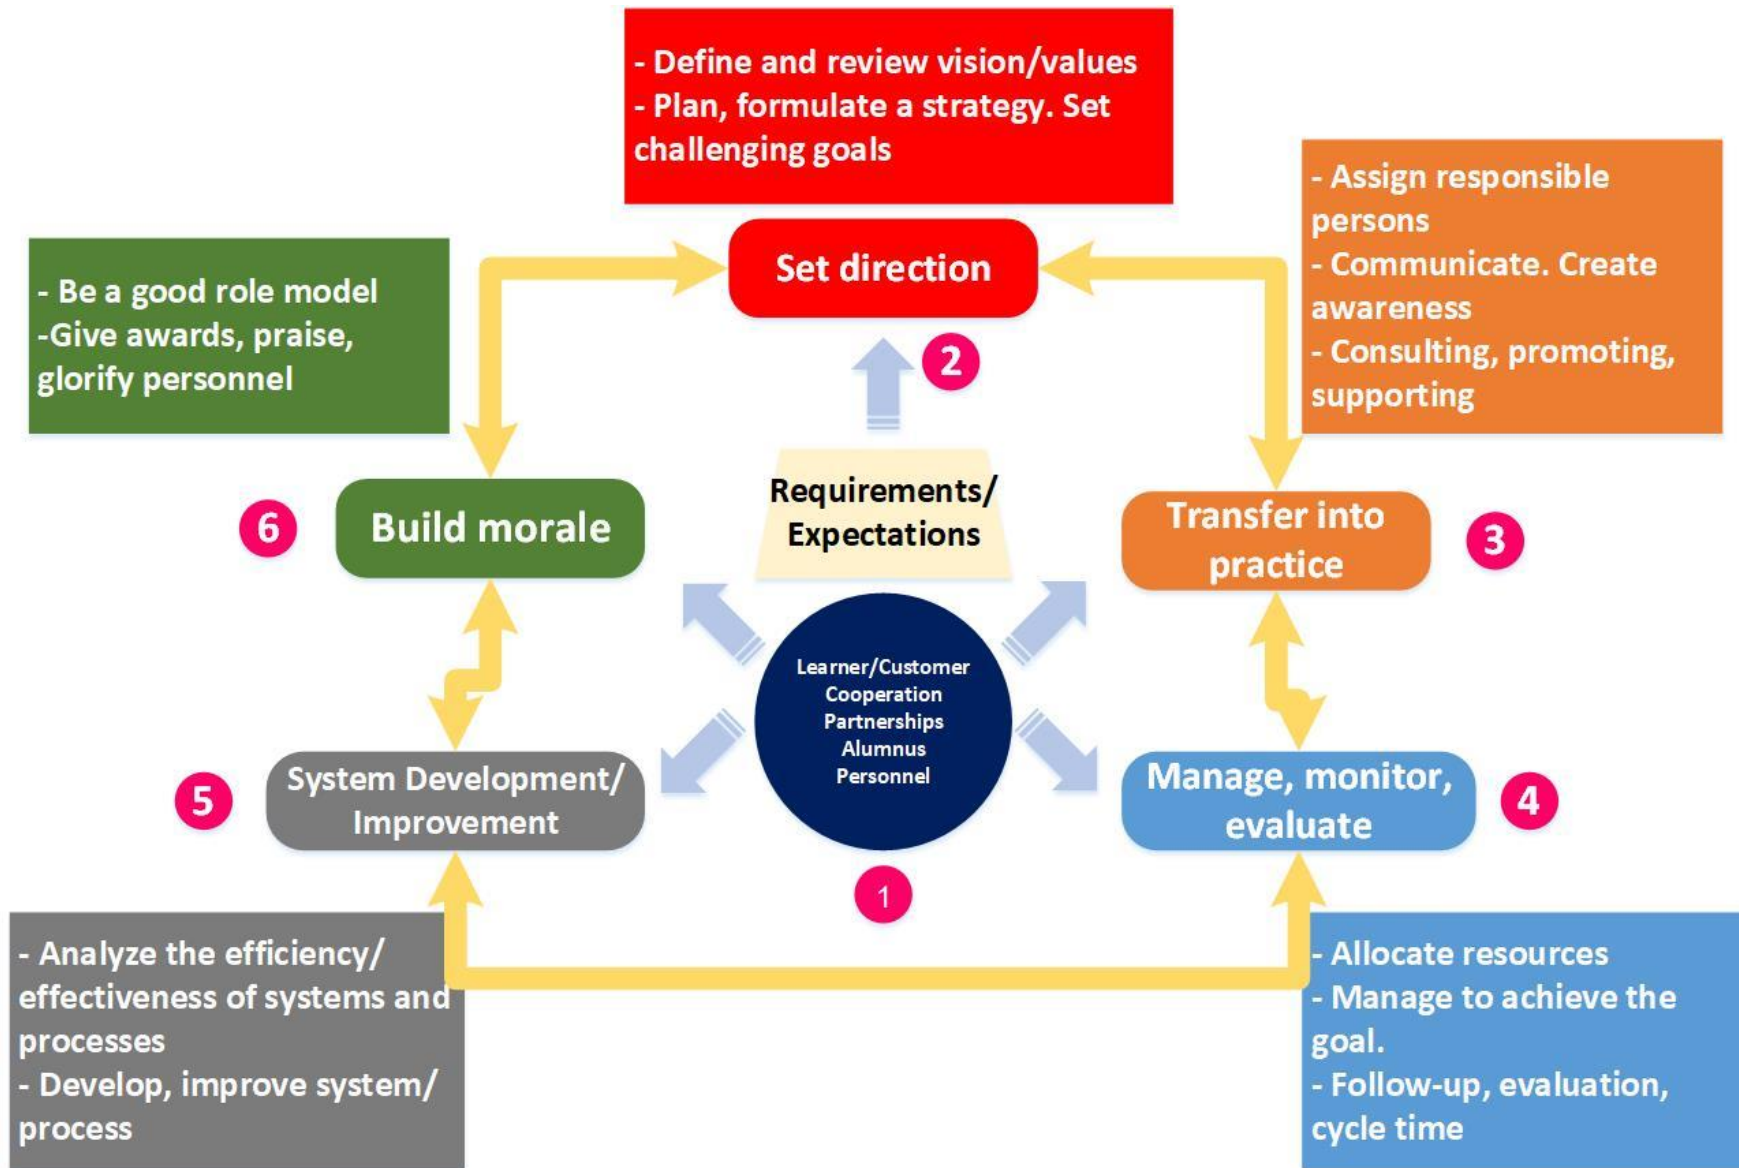 - Define and review vision/values
- Plan, formulate a strategy. Set
challenging goals
Set direction
2
- Assign responsible
persons
- Communicate. Create
awareness
- Consulting, promoting,
supporting
- Be a good role model
-Give awards, praise,
glorify personnel
6
Build morale
Requirements/
Expectations
Transfer into
practice
3
Learner/Customer
Cooperation
Partnerships
Alumnus
Personnel
1
5
System Development/
Improvement
Manage, monitor,
evaluate
4
- Analyze the efficiency/
effectiveness of systems and
processes
- Develop, improve system/
process
- Allocate resources
- Manage to achieve the
goal.
- Follow-up, evaluation,
cycle time